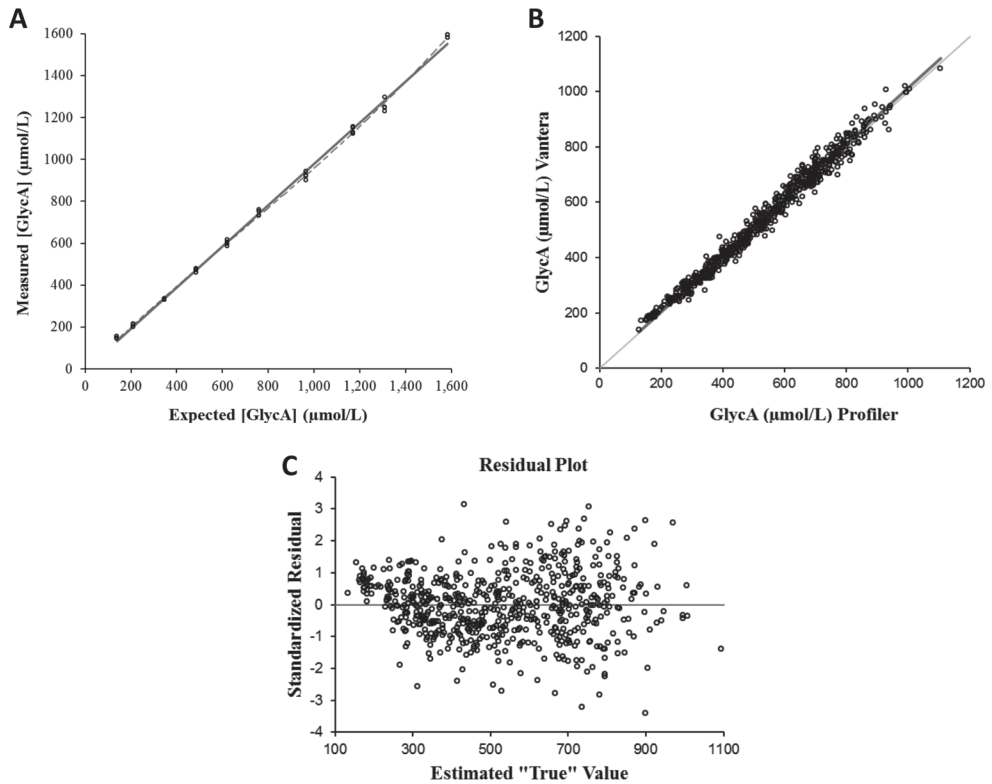 A
1600
1400
1200
1000
800
600
400
200
0
0 200 400 600 800 1,000 1,200 1,400 1,600
Measured [GlycA] (µmol/L)
Expected [GlycA] (µmol/L)
B
1200
1000
800
600
400
200
0
0 200 400 600 800 1000 1200
GlycA (µmol/L) Vantera
GlycA (µmol/L) Profiler
C
Residual Plot
4
3
2
1
0
-1
-2
-3
-4
100 300 500 700 900 1100
Standardized Residual
Estimated "True" Value